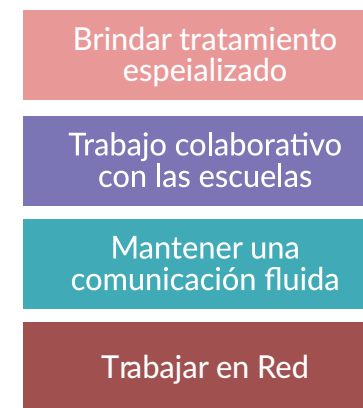 Brindar tratamiento
espeializado
Trabajo colaborativo
con las escuelas
Mantener una
comunicación fluida
Trabajar en Red